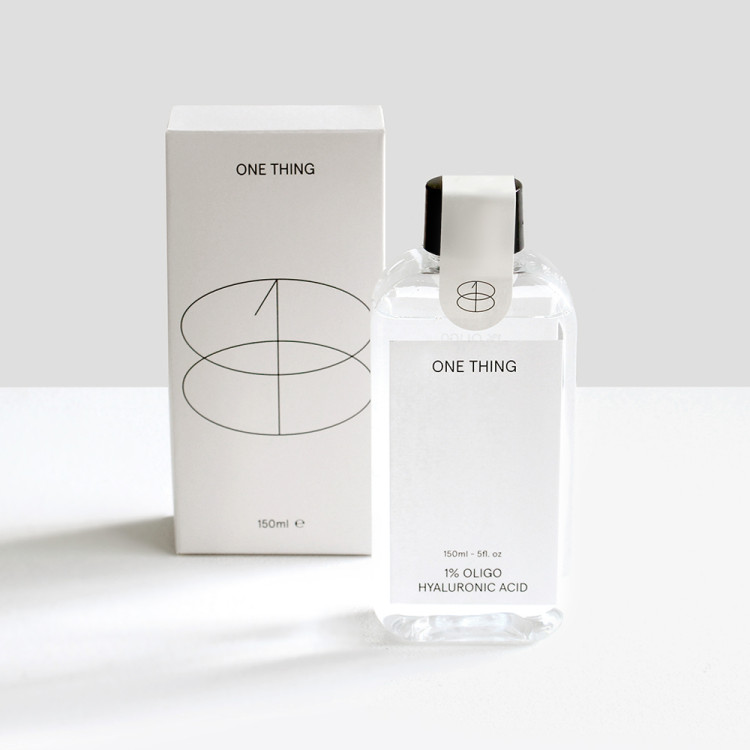 ONE THING
150ml ℮
ONE THING
150ml - 5fl. oz
1% OLIGO
HYALURONIC ACID